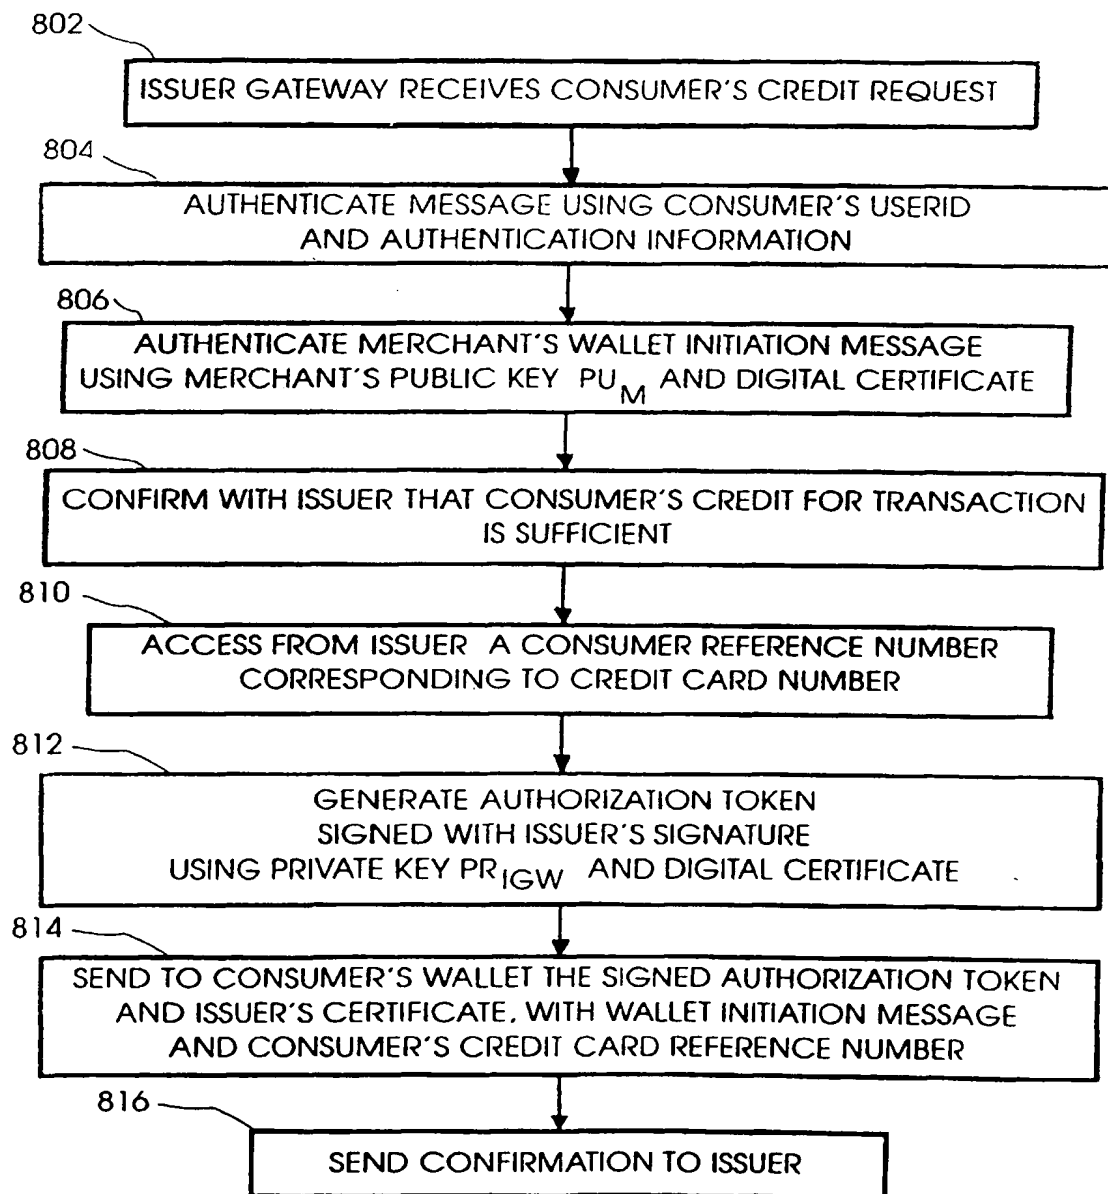 802
ISSUER GATEWAY RECEIVES CONSUMER'S CREDIT REQUEST
804
AUTHENTICATE MESSAGE USING CONSUMER'S USERID
AND AUTHENTICATION INFORMATION
806
AUTHENTICATE MERCHANT'S WALLET INITIATION MESSAGE
USING MERCHANT'S PUBLIC KEY PU_M AND DIGITAL CERTIFICATE
808
CONFIRM WITH ISSUER THAT CONSUMER'S CREDIT FOR TRANSACTION
IS SUFFICIENT
810
ACCESS FROM ISSUER A CONSUMER REFERENCE NUMBER
CORRESPONDING TO CREDIT CARD NUMBER
812
GENERATE AUTHORIZATION TOKEN
SIGNED WITH ISSUER'S SIGNATURE
USING PRIVATE KEY PR_IGW AND DIGITAL CERTIFICATE
814
SEND TO CONSUMER'S WALLET THE SIGNED AUTHORIZATION TOKEN
AND ISSUER'S CERTIFICATE, WITH WALLET INITIATION MESSAGE
AND CONSUMER'S CREDIT CARD REFERENCE NUMBER
816
SEND CONFIRMATION TO ISSUER